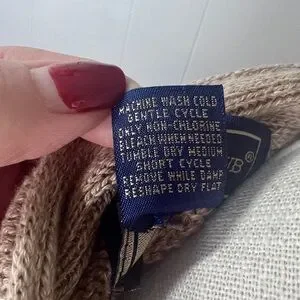 MACHINE WASH COLD
GENTLE CYCLE
ONLY NON-CHLORINE
BLEACH WHEN NEEDED
TUMBLE DRY MEDIUM
SHORT CYCLE
REMOVE WHILE DAMP
RESHAPE DRY FLAT